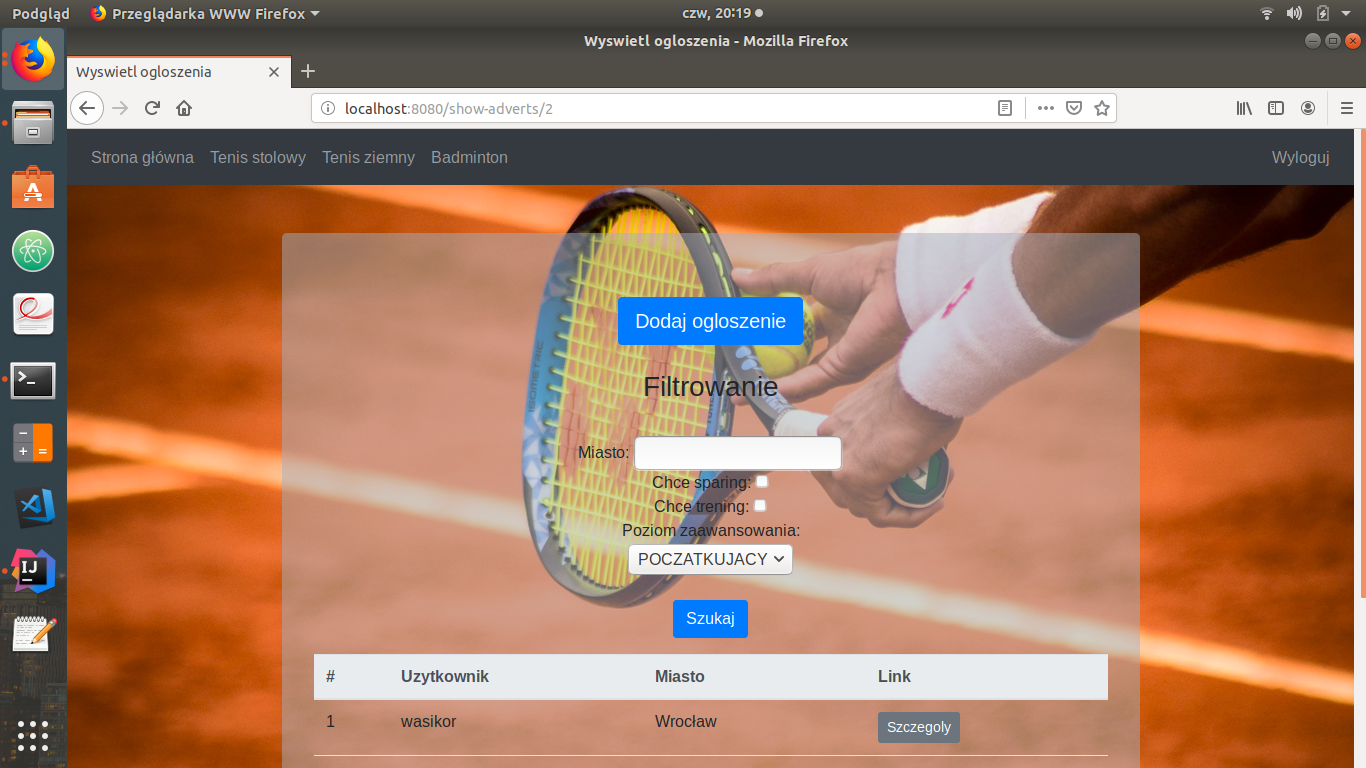 Podgląd Przeglądarka WWW Firefox czw, 20:19
Wyswietl ogloszenia - Mozilla Firefox
Wyswietl ogloszenia
localhost:8080/show-adverts/2
Strona główna Tenis stolowy Tenis ziemny Badminton Wyloguj
ISOMETRIC
Dodaj ogloszenie
Filtrowanie
Miasto:
Chce sparing:
Chce trening:
Poziom zaawansowania:
POCZATKUJACY
Szukaj
# Uzytkownik Miasto Link
1 wasikor Wrocław Szczegoly
IJ